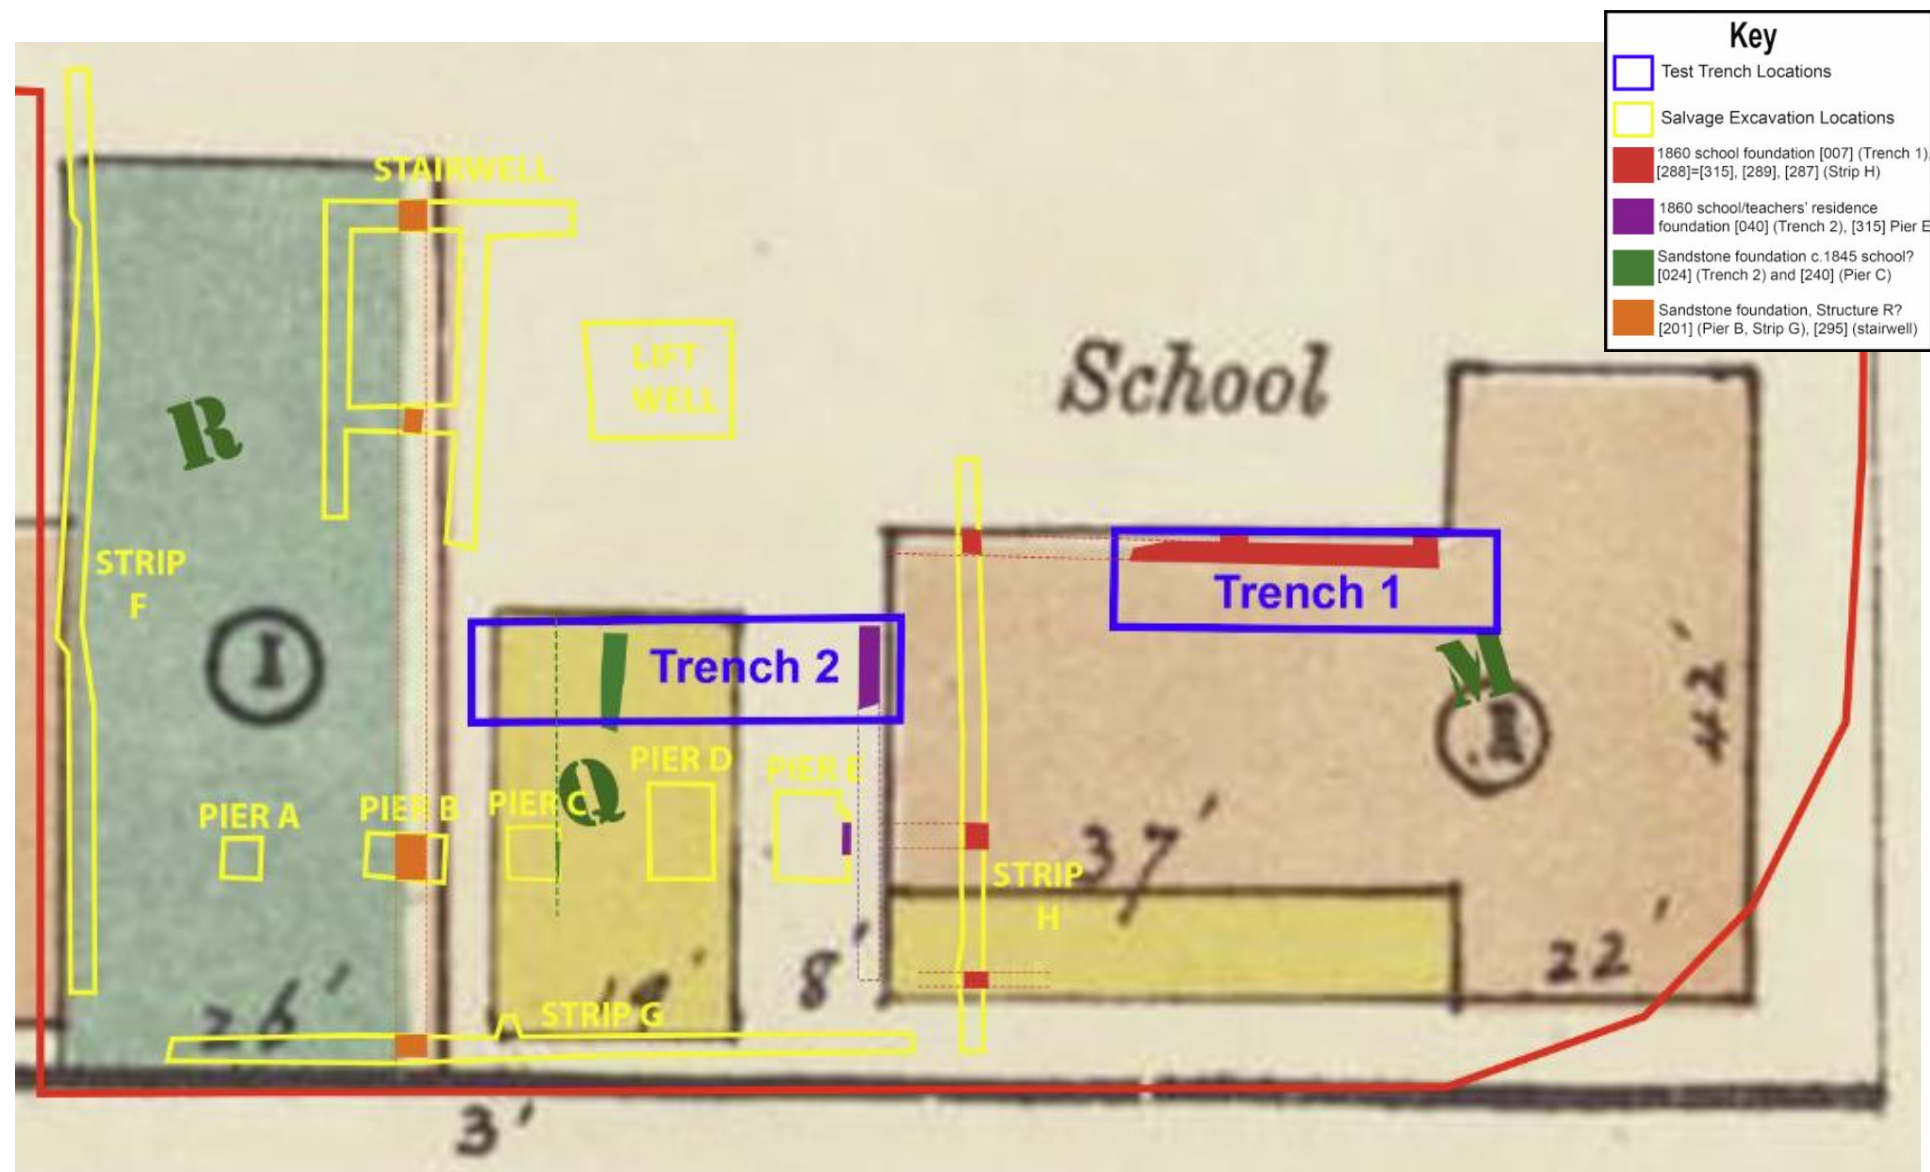 Key
Test Trench Locations
Salvage Excavation Locations
1860 school foundation [007] (Trench 1),
[288]=[315], [289], [287] (Strip H)
1860 school/teachers' residence
foundation [040] (Trench 2), [315] Pier E
Sandstone foundation c.1845 school?
[024] (Trench 2) and [240] (Pier C)
Sandstone foundation, Structure R?
[201] (Pier B, Strip G), [295] (stairwell)
STAIRWELL
LIFT
WELL
School
R
STRIP
F
I
Trench 1
Trench 2
M
42'
Q
PIER A
PIER B
PIER C
PIER D
PIER E
37'
STRIP
H
22'
26'
8'
STRIP G
3'